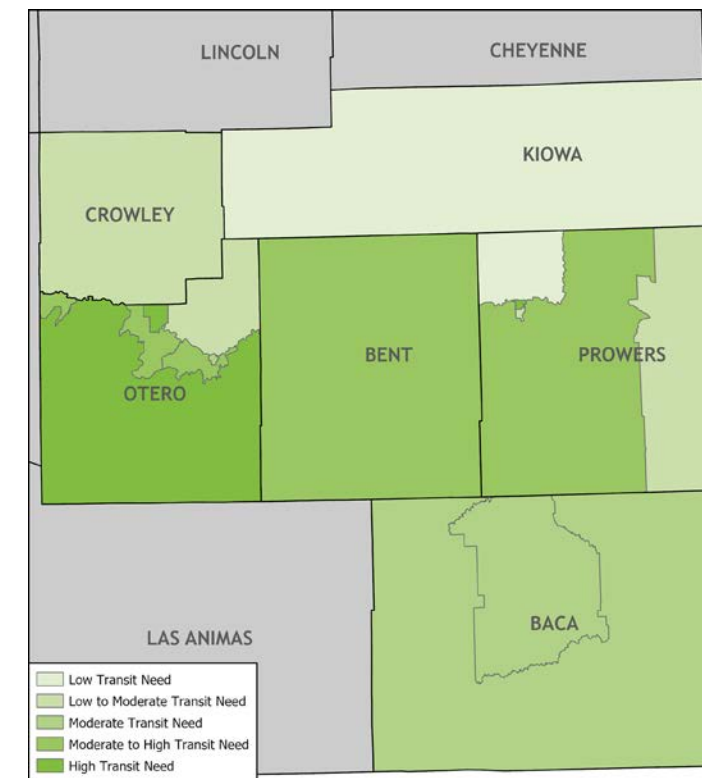 LINCOLN
CHEYENNE
KIOWA
CROWLEY
BENT
PROWERS
OTERO
BACA
LAS ANIMAS
Low Transit Need
Low to Moderate Transit Need
Moderate Transit Need
Moderate to High Transit Need
High Transit Need